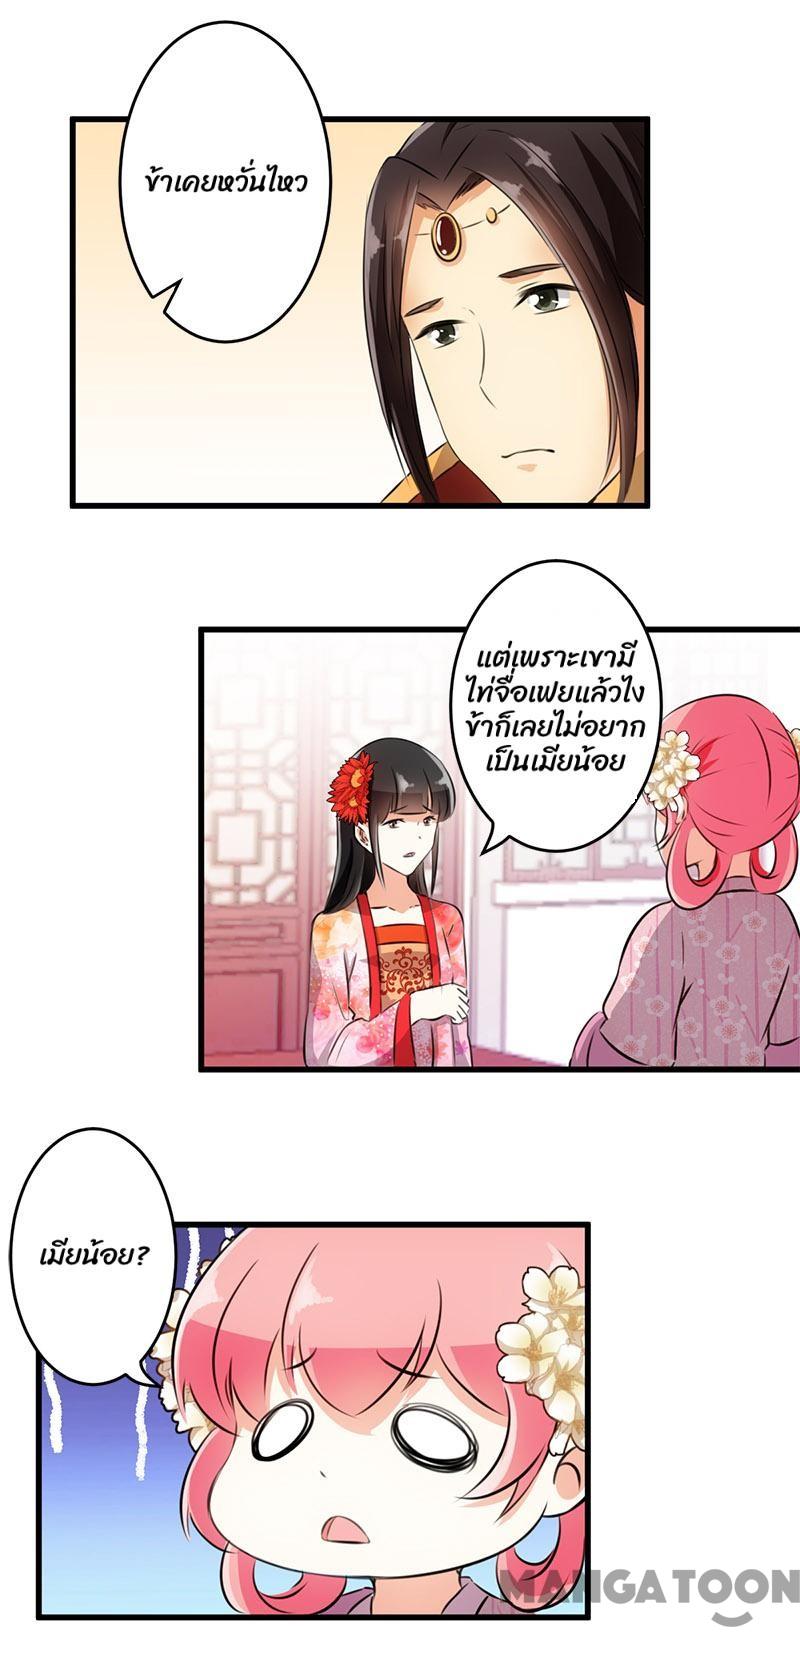 ข้าเคยหวั่นไหว
แต่เพราะเขามี
ไท่จื่อเฟยแล้วไง
ข้าก็เลยไม่อยาก
เป็นเมียน้อย
เมียน้อย?
MANGATOON